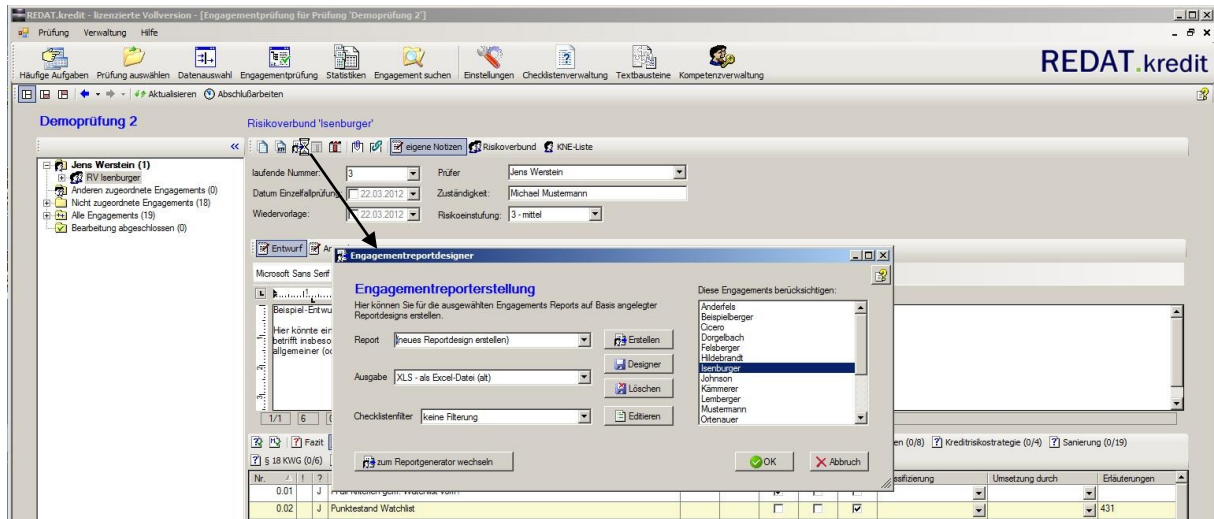 REDAT.kredit - lizenzierte Vollversion - [Engagementprüfung für Prüfung 'Demoprüfung 2']
Prüfung Verwaltung Hilfe
Häufige Aufgaben Prüfung auswählen Datenauswahl Engagementprüfung Statistiken Engagement suchen Einstellungen Checklistenverwaltung Textbausteine Kompetenzverwaltung
REDAT.kredit
Aktualisieren Abschlußarbeiten
Demoprüfung 2
Risikoverbund 'Isenburger'
eigene Notizen Risikoverbund KNE-Liste
Jens Werstein (1)
RV Isenburger
Anderen zugeordnete Engagements (0)
Nicht zugeordnete Engagements (18)
Alle Engagements (19)
Bearbeitung abgeschlossen (0)
laufende Nummer: 3 Prüfer Jens Werstein
Datum Einzelfallprüfung 22.03.2012 Zuständigkeit: Michael Mustermann
Wiedervorlage: 22.03.2012 Risikoeinstufung: 3 - mittel
Entwurf
Microsoft Sans Serif
Beispiel-Entwu
Hier könnte ein
betrifft insbeso
allgemeiner (od
1/1 6
Engagementreportdesigner
Engagementreporterstellung
Hier können Sie für die ausgewählten Engagements Reports auf Basis angelegter
Reportdesigns erstellen.
Report (neues Reportdesign erstellen) Erstellen
Designer
Ausgabe XLS - als Excel-Datei (alt)
Löschen
Checklistenfilter keine Filterung Editieren
zum Reportgenerator wechseln
Diese Engagements berücksichtigen:
Anderfels
Beispielberger
Cicero
Dorgelbach
Felsberger
Hildebrandt
Isenburger
Johnson
Kämmerer
Lemberger
Mustermann
Ortenauer
OK Abbruch
Fazit
en (0/8) Kreditrisikostrategie (0/4) Sanierung (0/19)
§ 18 KWG (0/6)
Nr. ! ? ssifizierung Umsetzung durch Erläuterungen
0.01 J
0.02 J Punktestand Watchlist 431